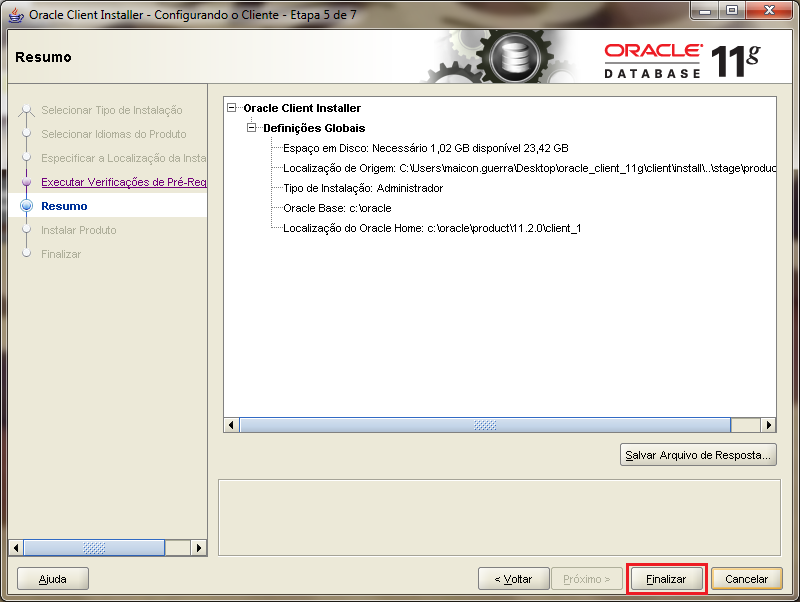 Oracle Client Installer - Configurando o Cliente - Etapa 5 de 7
Resumo
ORACLE
DATABASE 11g
Selecionar Tipo de Instalação
Selecionar Idiomas do Produto
Especificar a Localização da Insta
Executar Verificações de Pré-Req
Resumo
Instalar Produto
Finalizar
Oracle Client Installer
Definições Globais
Espaço em Disco: Necessário 1,02 GB disponível 23,42 GB
Localização de Origem: C:\Users\maicon.guerra\Desktop\oracle_client_11g\client\install\..\stage\produc
Tipo de Instalação: Administrador
Oracle Base: c:\oracle
Localização do Oracle Home: c:\oracle\product\11.2.0\client_1
Salvar Arquivo de Resposta...
Ajuda
< Voltar
Próximo >
Finalizar
Cancelar